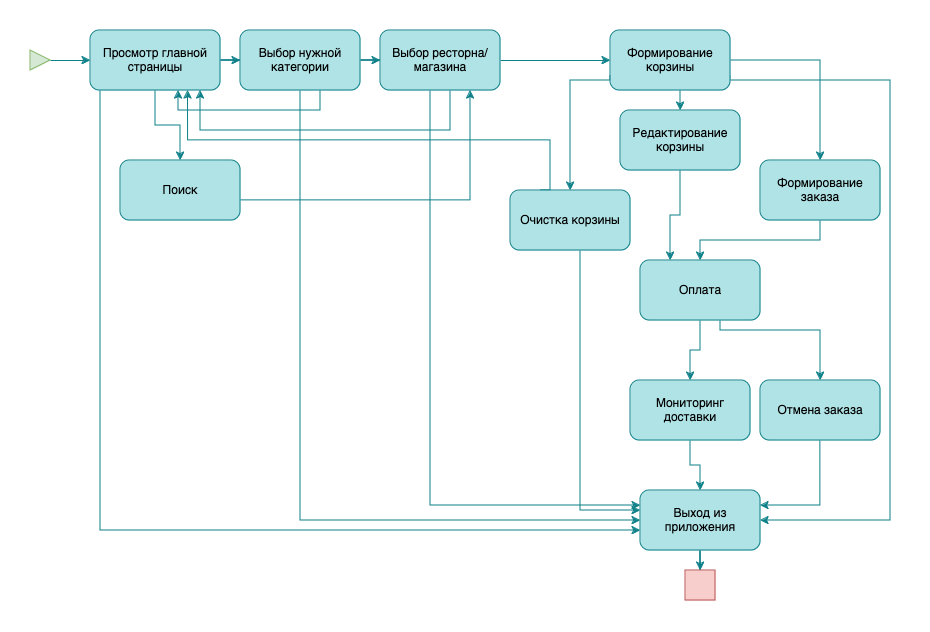 Просмотр главной
страницы
Выбор нужной
категории
Выбор ресторна/
магазина
Формирование
корзины
Редактирование
корзины
Поиск
Формирование
заказа
Очистка корзины
Оплата
Мониторинг
доставки
Отмена заказа
Выход из
приложения